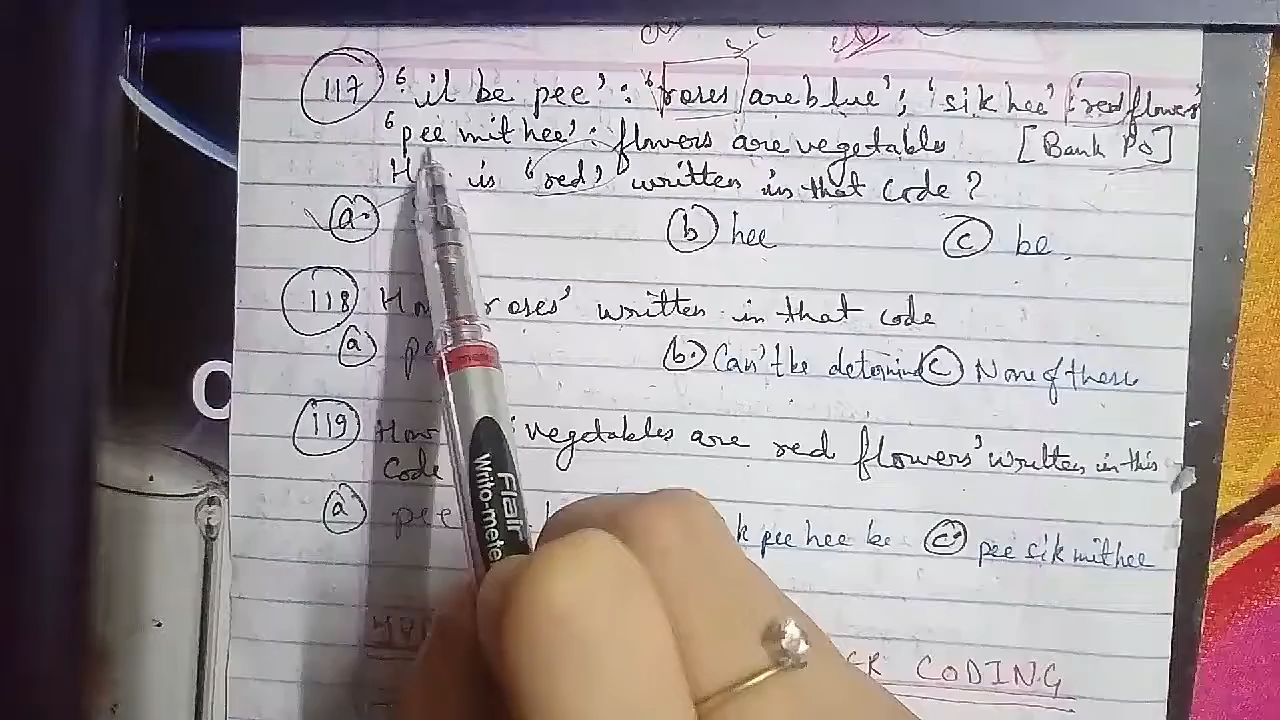 117 'il be pee' : 'roses are blue' ; 'sik hee' : 'red flowers'
'pee mit hee' : flowers are vegetable [Bank Po]
is 'red' written in that code ?
a. b hee c be.
118 roses' written in that code
a b. Can't be determind c None of these
119 'vegetables are red flowers' written in this
Code
a pee pee hee be c pee sik mit hee
CODING
Flair
Writo-meter